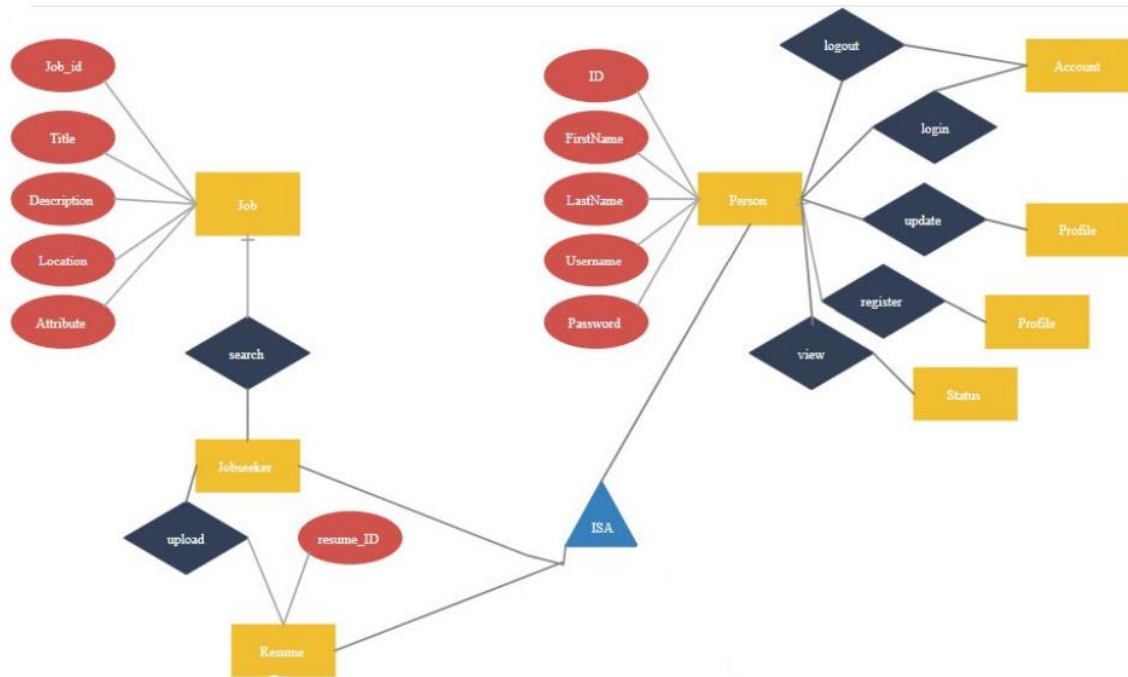 Job_id
Title
Description
Location
Attribute
Job
search
Jobseeker
upload
resume_ID
Resume
ISA
ID
FirstName
LastName
Username
Password
Person
logout
Account
login
update
Profile
register
Profile
view
Status